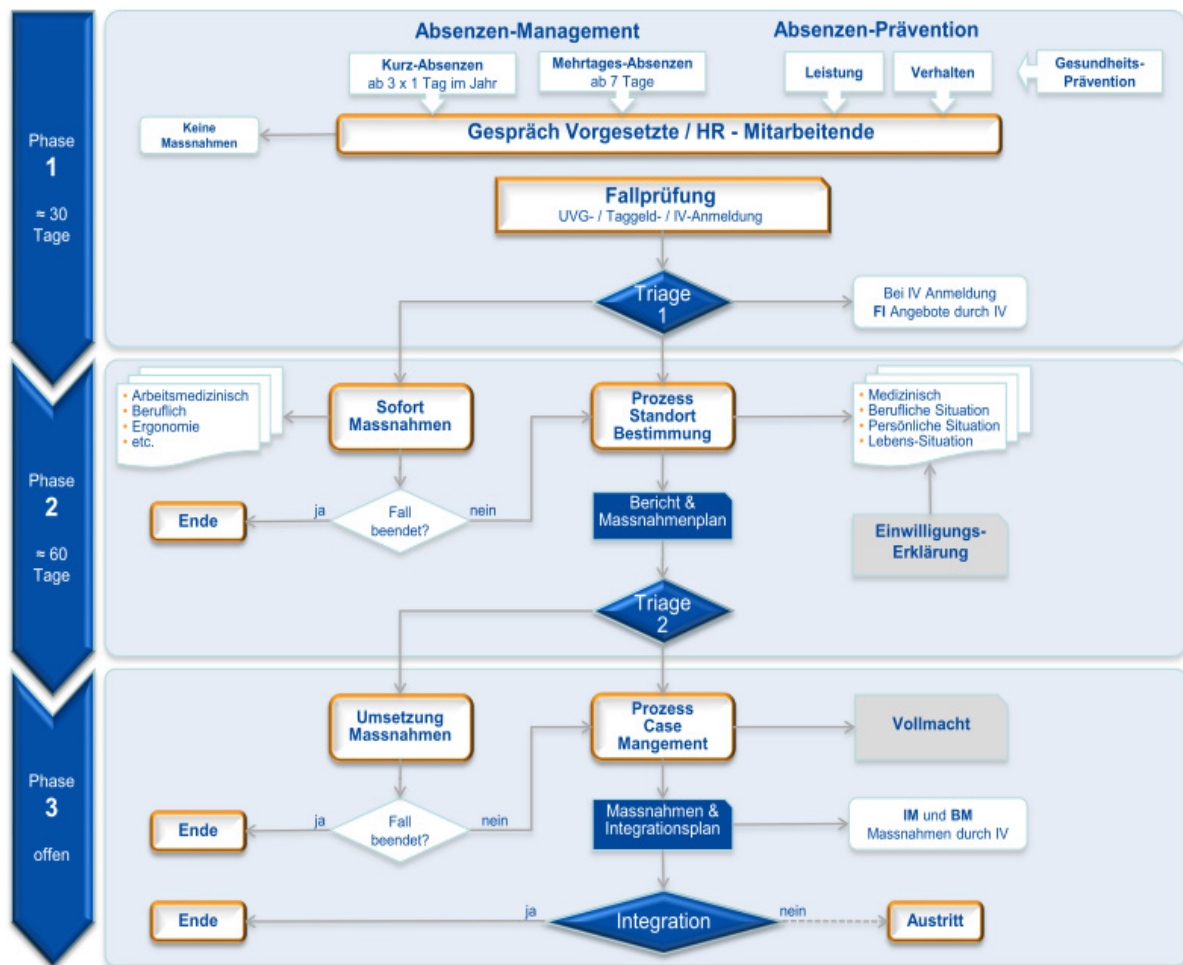 Absenzen-Management
Absenzen-Prävention
Kurz-Absenzen
ab 3 x 1 Tag im Jahr
Mehrtages-Absenzen
ab 7 Tage
Leistung
Verhalten
Gesundheits-
Prävention
Phase
1
≈ 30
Tage
Keine
Massnahmen
Gespräch Vorgesetzte / HR - Mitarbeitende
Fallprüfung
UVG- / Taggeld- / IV-Anmeldung
Triage
1
Bei IV Anmeldung
FI Angebote durch IV
Phase
2
≈ 60
Tage
• Arbeitsmedizinisch
• Beruflich
• Ergonomie
• etc.
Sofort
Massnahmen
Prozess
Standort
Bestimmung
• Medizinisch
• Berufliche Situation
• Persönliche Situation
• Lebens-Situation
Ende
ja
Fall
beendet?
nein
Bericht &
Massnahmenplan
Einwilligungs-
Erklärung
Triage
2
Phase
3
offen
Umsetzung
Massnahmen
Prozess
Case
Mangement
Vollmacht
Ende
ja
Fall
beendet?
nein
Massnahmen &
Integrationsplan
IM und BM
Massnahmen durch IV
Ende
ja
Integration
nein
Austritt